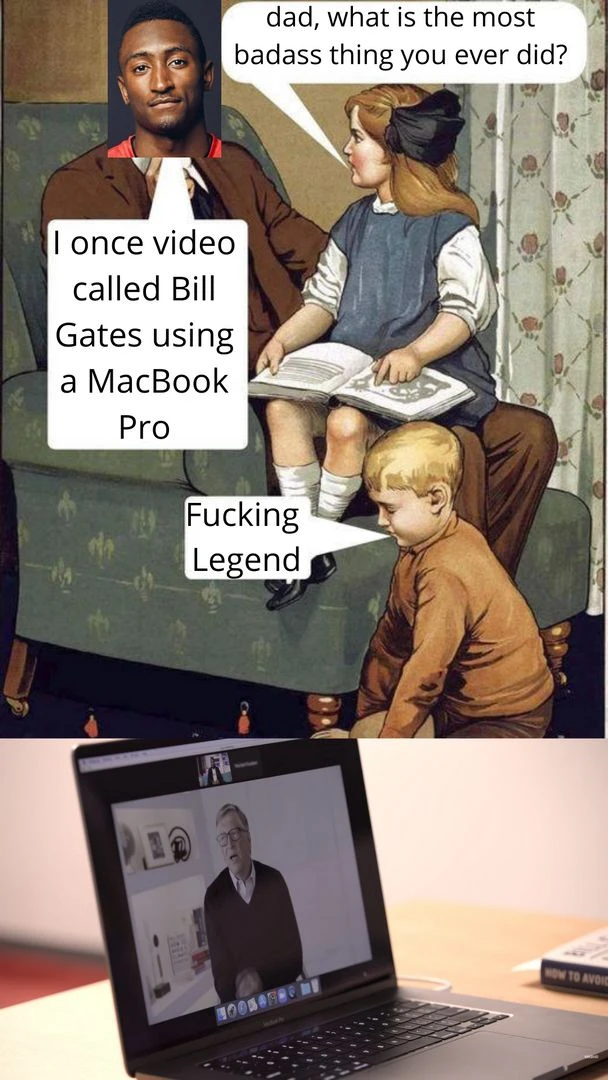 dad, what is the most
badass thing you ever did?
I once video
called Bill
Gates using
a MacBook
Pro
Fucking
Legend
HOW TO AVOID